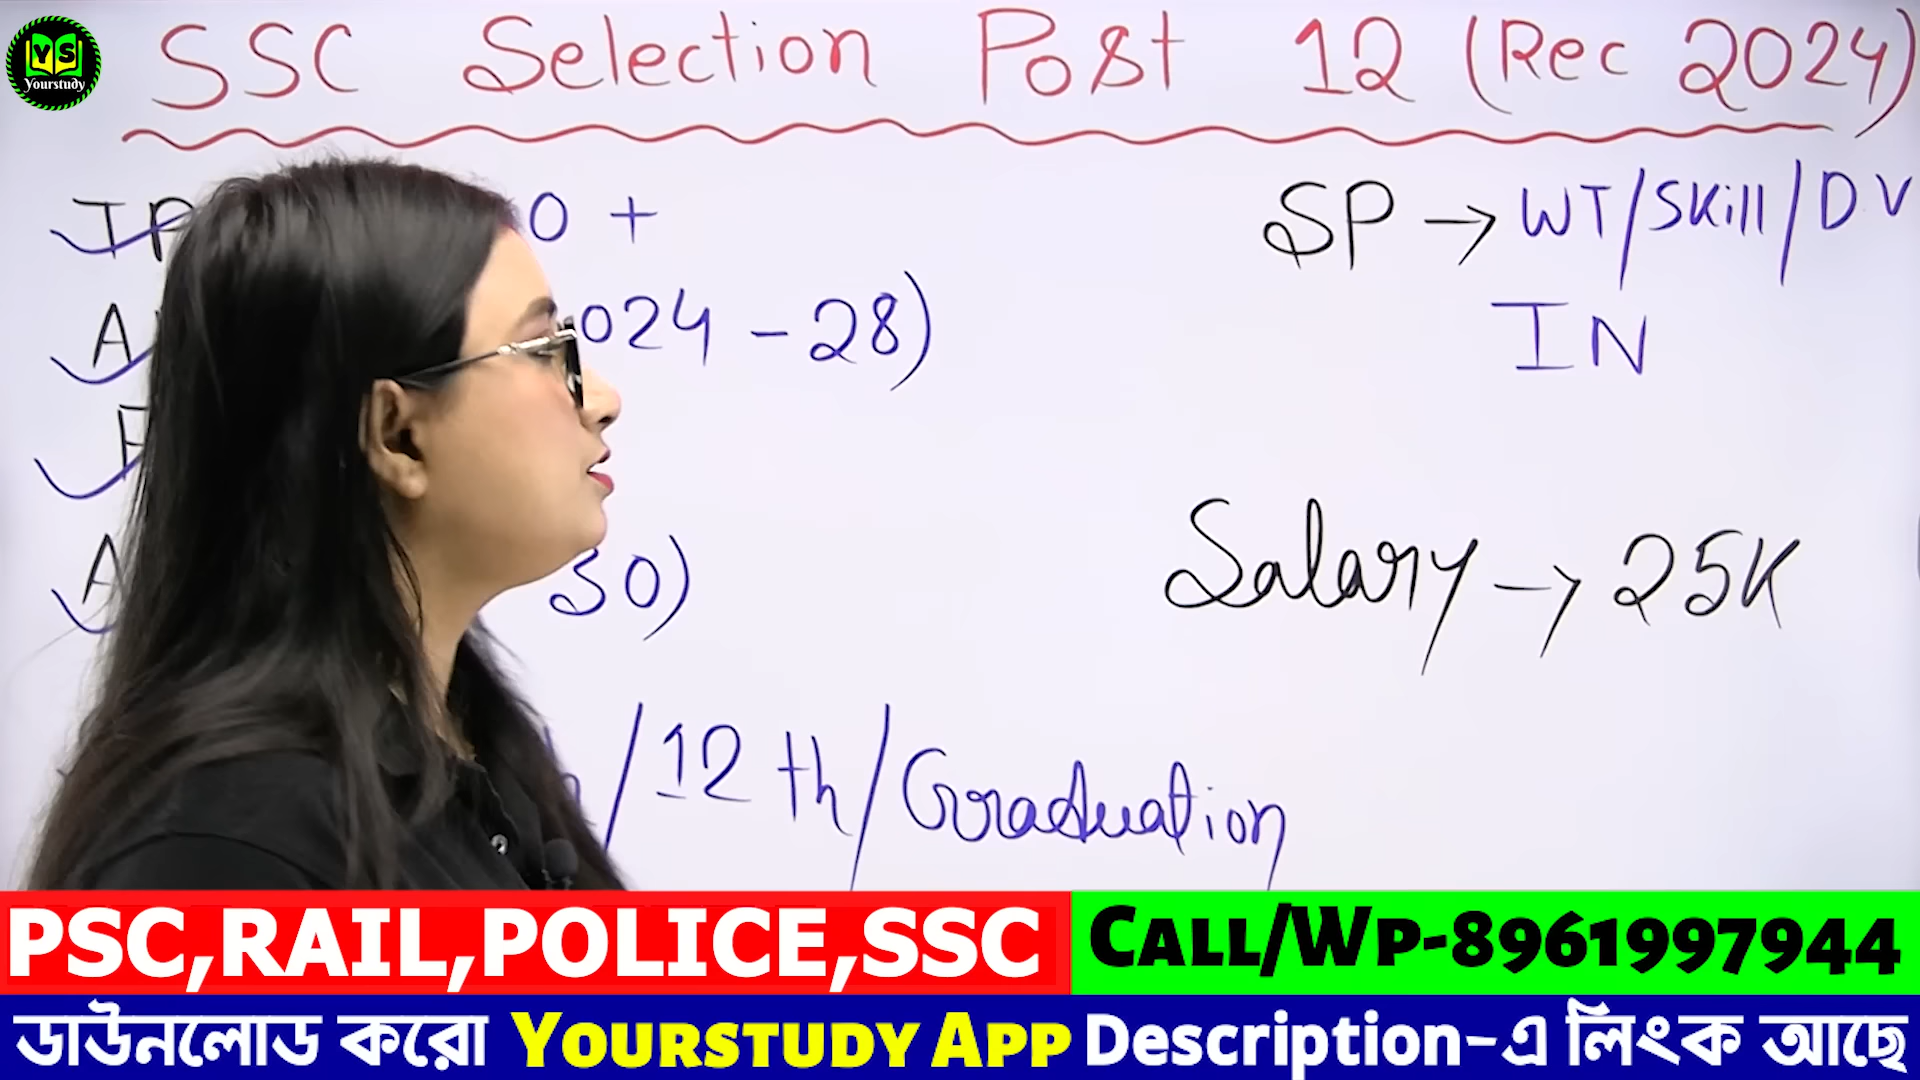 YS
Yourstudy
SSC Selection Post 12 (Rec 2024)
0 +
SP → WT/Skill/DV
024 - 28)
IN
30)
Salary → 25K
/12th/Graduation
PSC,RAIL,POLICE,SSC
CALL/WP-8961997944
ডাউনলোড করো YOURSTUDY APP Description-এ লিংক আছে